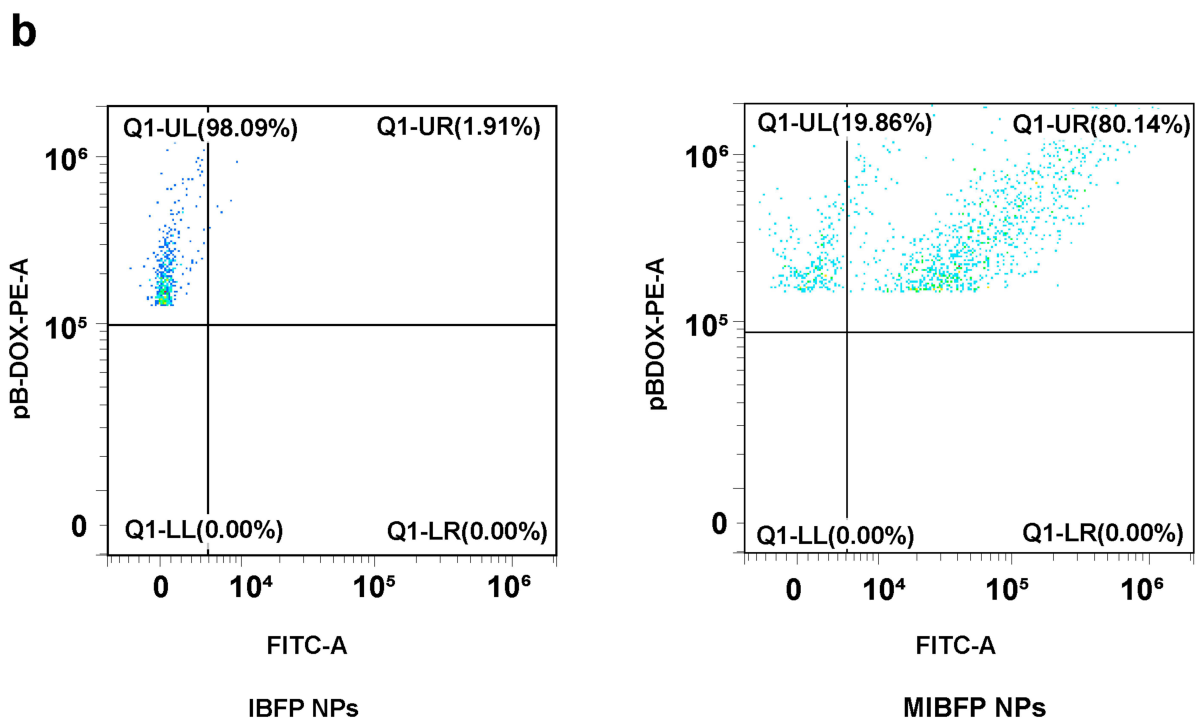 b
Q1-UL(98.09%) Q1-UR(1.91%)
10⁶
10⁵
0
pB-DOX-PE-A
Q1-LL(0.00%) Q1-LR(0.00%)
0 10⁴ 10⁵ 10⁶
FITC-A
IBFP NPs
Q1-UL(19.86%) Q1-UR(80.14%)
10⁶
10⁵
0
pBDOX-PE-A
Q1-LL(0.00%) Q1-LR(0.00%)
0 10⁴ 10⁵ 10⁶
FITC-A
MIBFP NPs